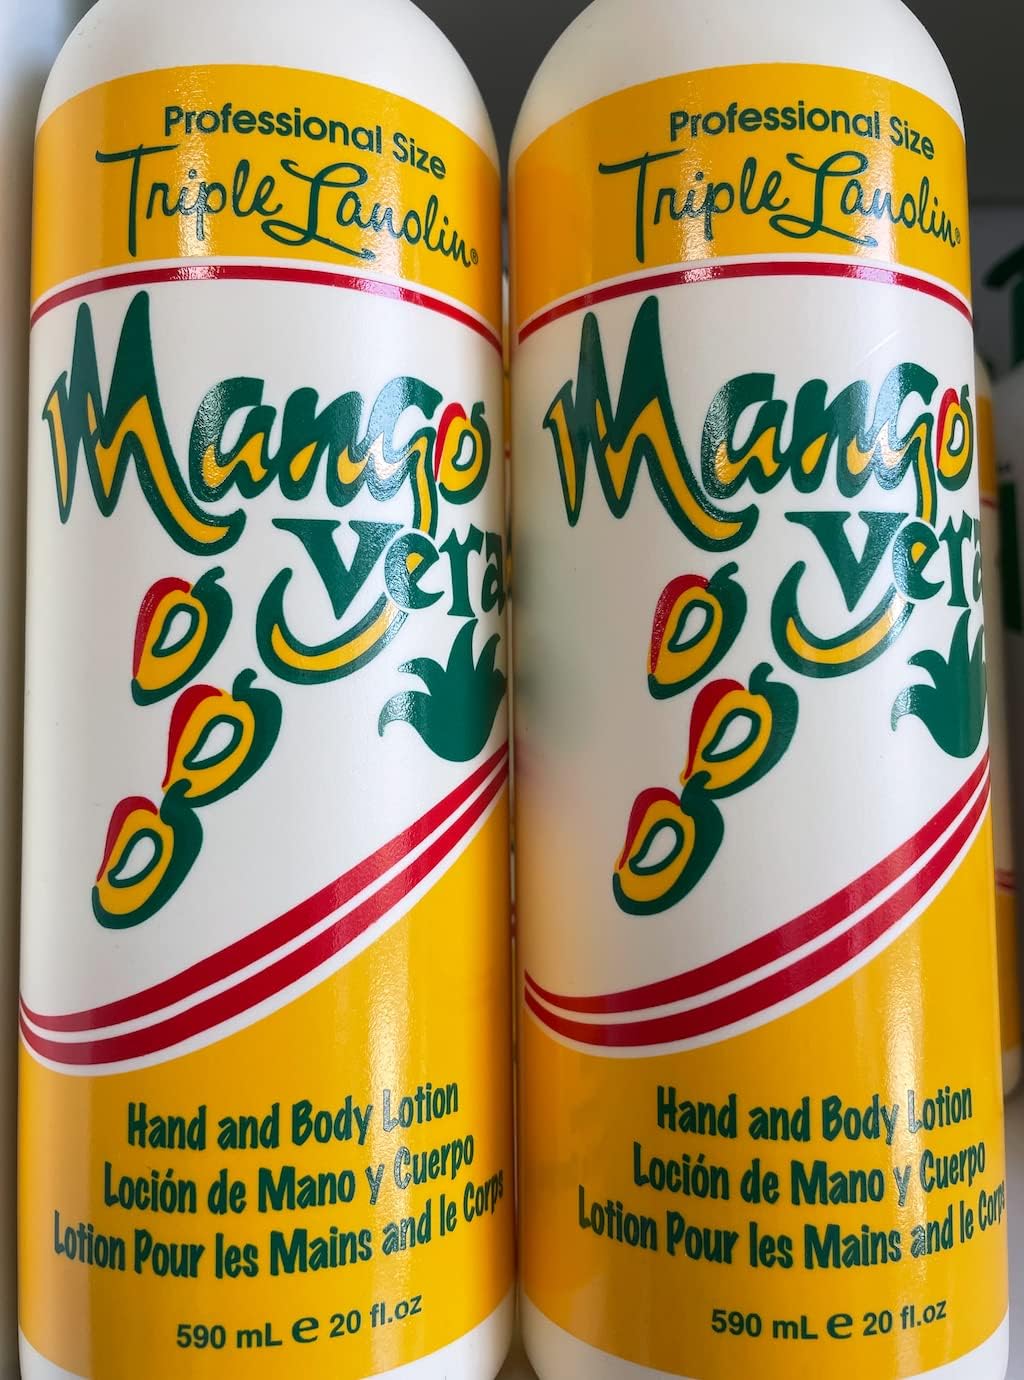 Professional Size
Triple Lanolin®
Mango
vera
Hand and Body Lotion
Loción de Mano y Cuerpo
Lotion Pour les Mains and le Corps
590 mL e 20 fl.oz
Professional Size
Triple Lanolin®
Mango
vera
Hand and Body Lotion
Loción de Mano y Cuerpo
Lotion Pour les Mains and le Corps
590 mL e 20 fl.oz